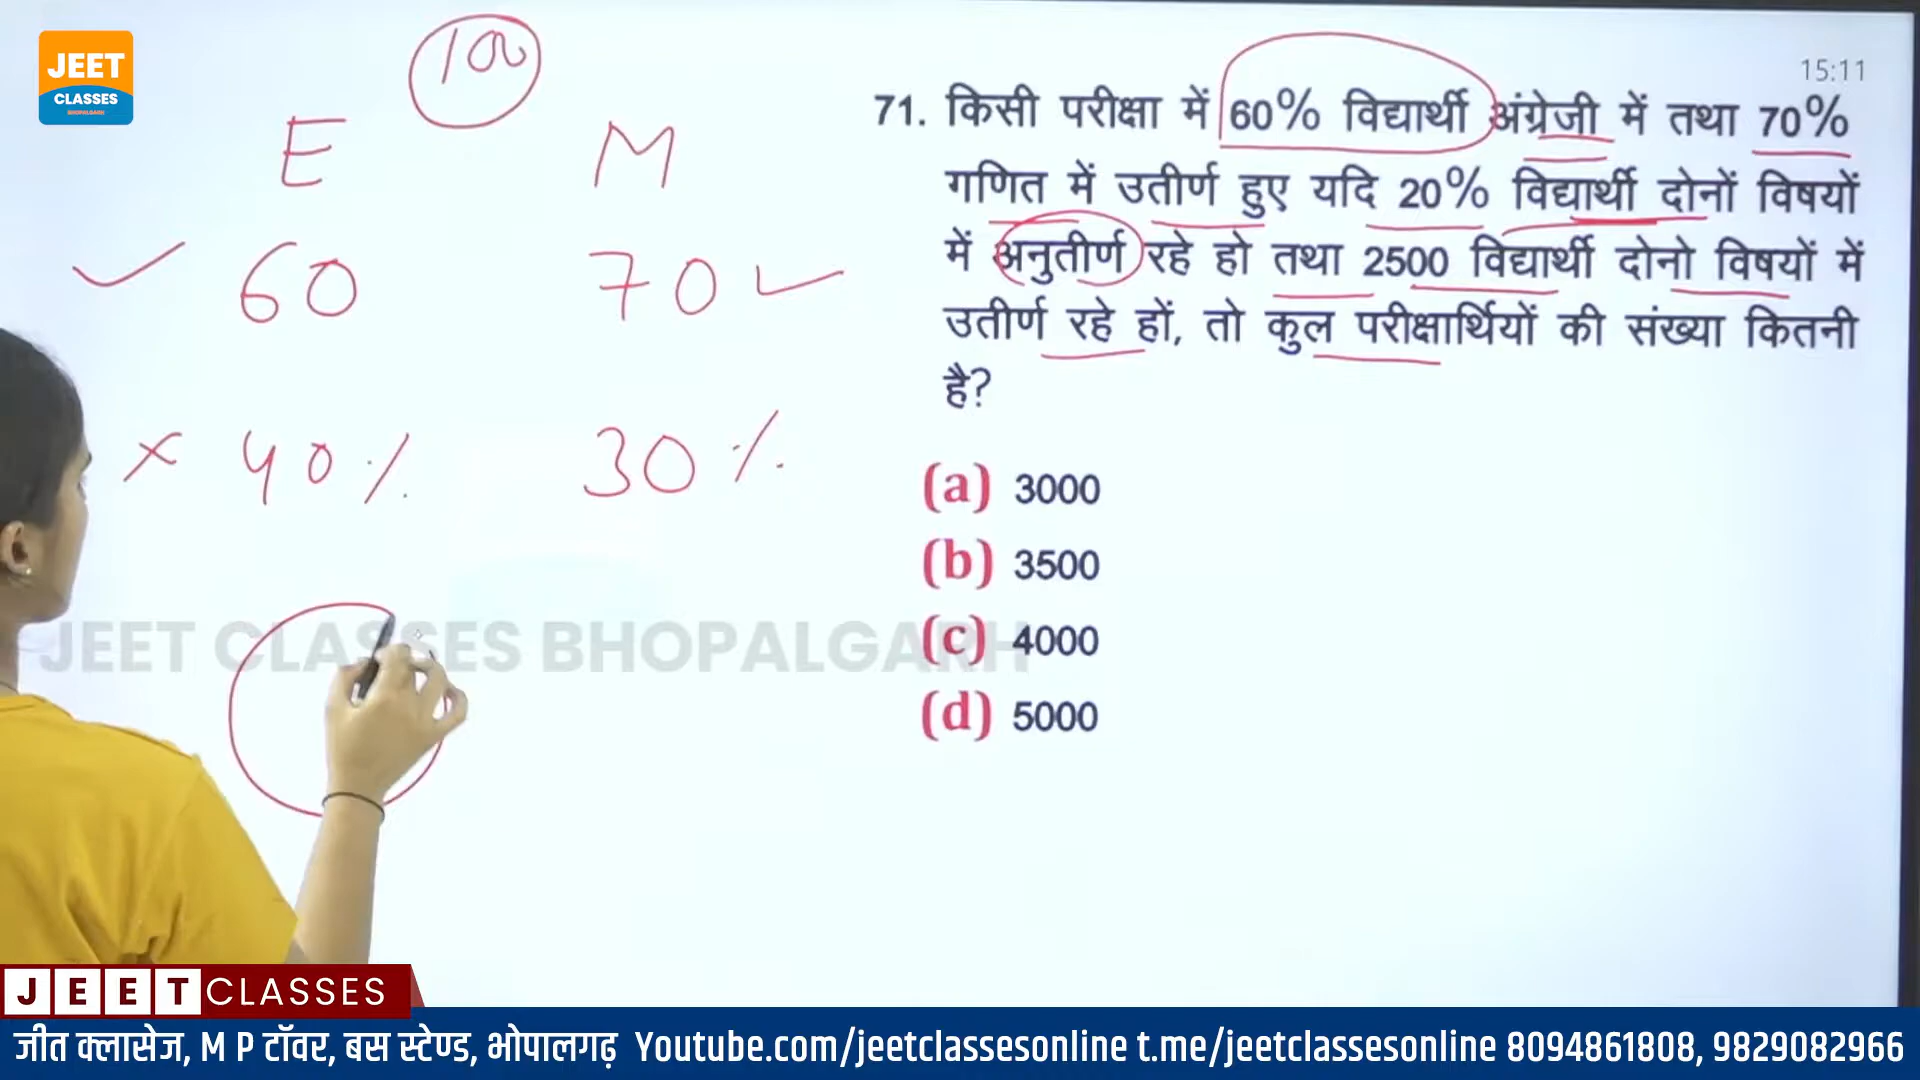 JEET
CLASSES
BHOPALGARH
100
15:11
E M
✓ 60 70 ✓
× 40% 30%
71. किसी परीक्षा में 60% विद्यार्थी अंग्रेजी में तथा 70%
गणित में उतीर्ण हुए यदि 20% विद्यार्थी दोनों विषयों
में अनुतीर्ण रहे हो तथा 2500 विद्यार्थी दोनो विषयों में
उतीर्ण रहे हों, तो कुल परीक्षार्थियों की संख्या कितनी
है?
(a) 3000
(b) 3500
(c) 4000
(d) 5000
JEET CLASSES BHOPALGARH
JEET CLASSES
जीत क्लासेज, M P टॉवर, बस स्टेण्ड, भोपालगढ़ Youtube.com/jeetclassesonline t.me/jeetclassesonline 8094861808, 9829082966